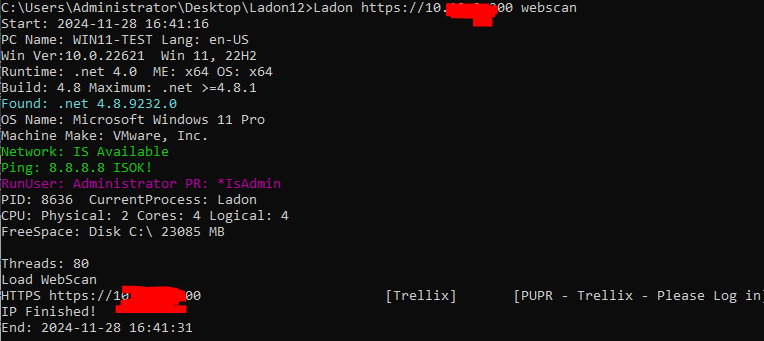 C:\Users\Administrator\Desktop\Ladon12>Ladon https://10. 200 webscan
Start: 2024-11-28 16:41:16
PC Name: WIN11-TEST Lang: en-US
Win Ver:10.0.22621  Win 11, 22H2
Runtime: .net 4.0  ME: x64 OS: x64
Build: 4.8 Maximum: .net >=4.8.1
Found: .net 4.8.9232.0
OS Name: Microsoft Windows 11 Pro
Machine Make: VMware, Inc.
Network: IS Available
Ping: 8.8.8.8 ISOK!
RunUser: Administrator PR: *IsAdmin
PID: 8636  CurrentProcess: Ladon
CPU: Physical: 2 Cores: 4 Logical: 4
FreeSpace: Disk C:\ 23085 MB
Threads: 80
Load WebScan
HTTPS https://10 00 [Trellix] [PUPR - Trellix - Please Log in]
IP Finished!
End: 2024-11-28 16:41:31